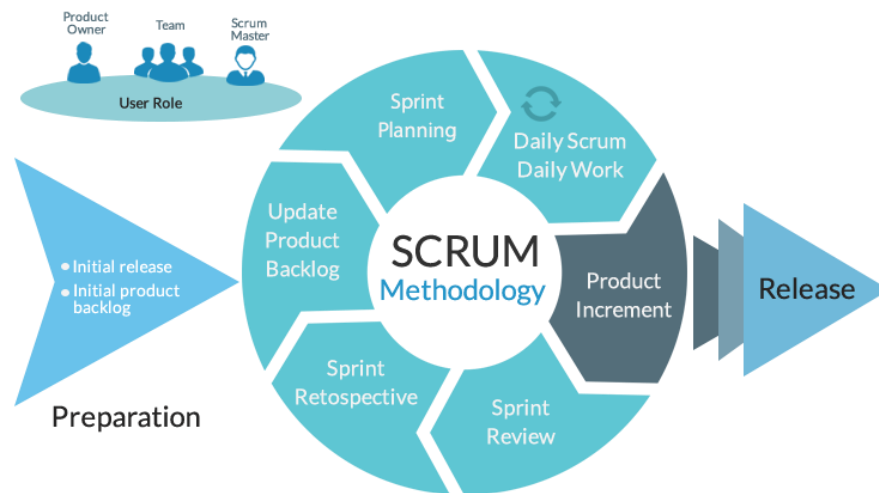 Product
Owner
Team
Scrum
Master
User Role
Sprint
Planning
Daily Scrum
Daily Work
Update
Product
Backlog
SCRUM
Methodology
Product
Increment
Release
• Initial release
• Initial product
backlog
Preparation
Sprint
Retospective
Sprint
Review